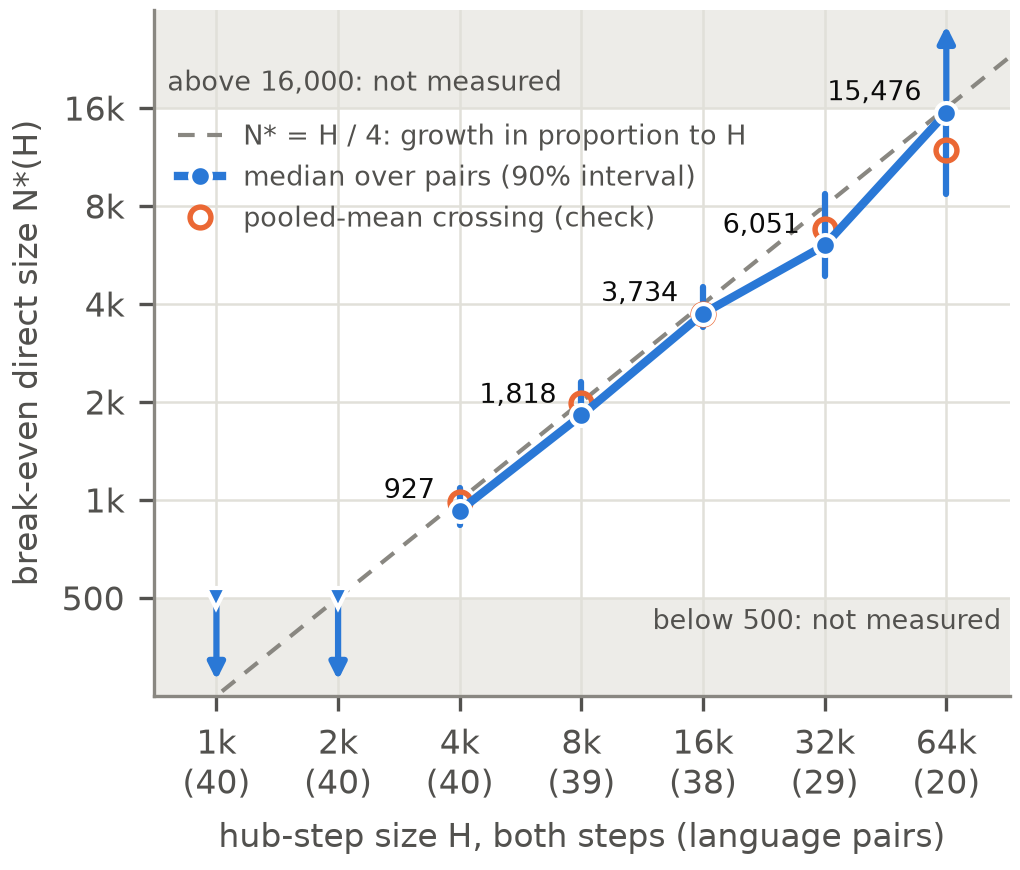 above 16,000: not measured
N* = H / 4: growth in proportion to H
median over pairs (90% interval)
pooled-mean crossing (check)
15,476
6,051
3,734
1,818
927
below 500: not measured
break-even direct size N*(H)
16k
8k
4k
2k
1k
500
1k 2k 4k 8k 16k 32k 64k
(40) (40) (40) (39) (38) (29) (20)
hub-step size H, both steps (language pairs)